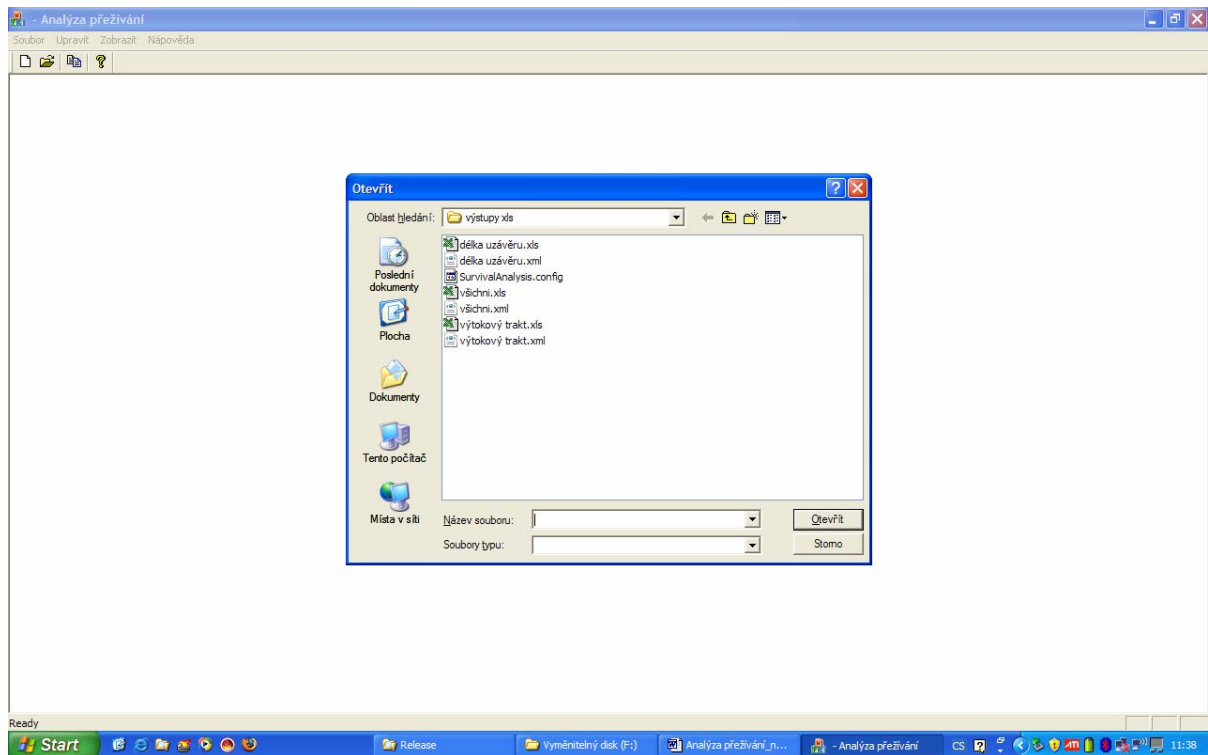 - Analýza přežívání
Soubor Upravit Zobrazit Nápověda
Otevřít
Oblast hledání: výstupy xls
Poslední dokumenty
Plocha
Dokumenty
Tento počítač
Místa v síti
délka uzávěru.xls
délka uzávěru.xml
SurvivalAnalysis.config
všichni.xls
všichni.xml
výtokový trakt.xls
výtokový trakt.xml
Název souboru:
Otevřít
Soubory typu:
Storno
Ready
Start Release Vyměnitelný disk (F:) Analýza přežívání_n... - Analýza přežívání CS 11:38